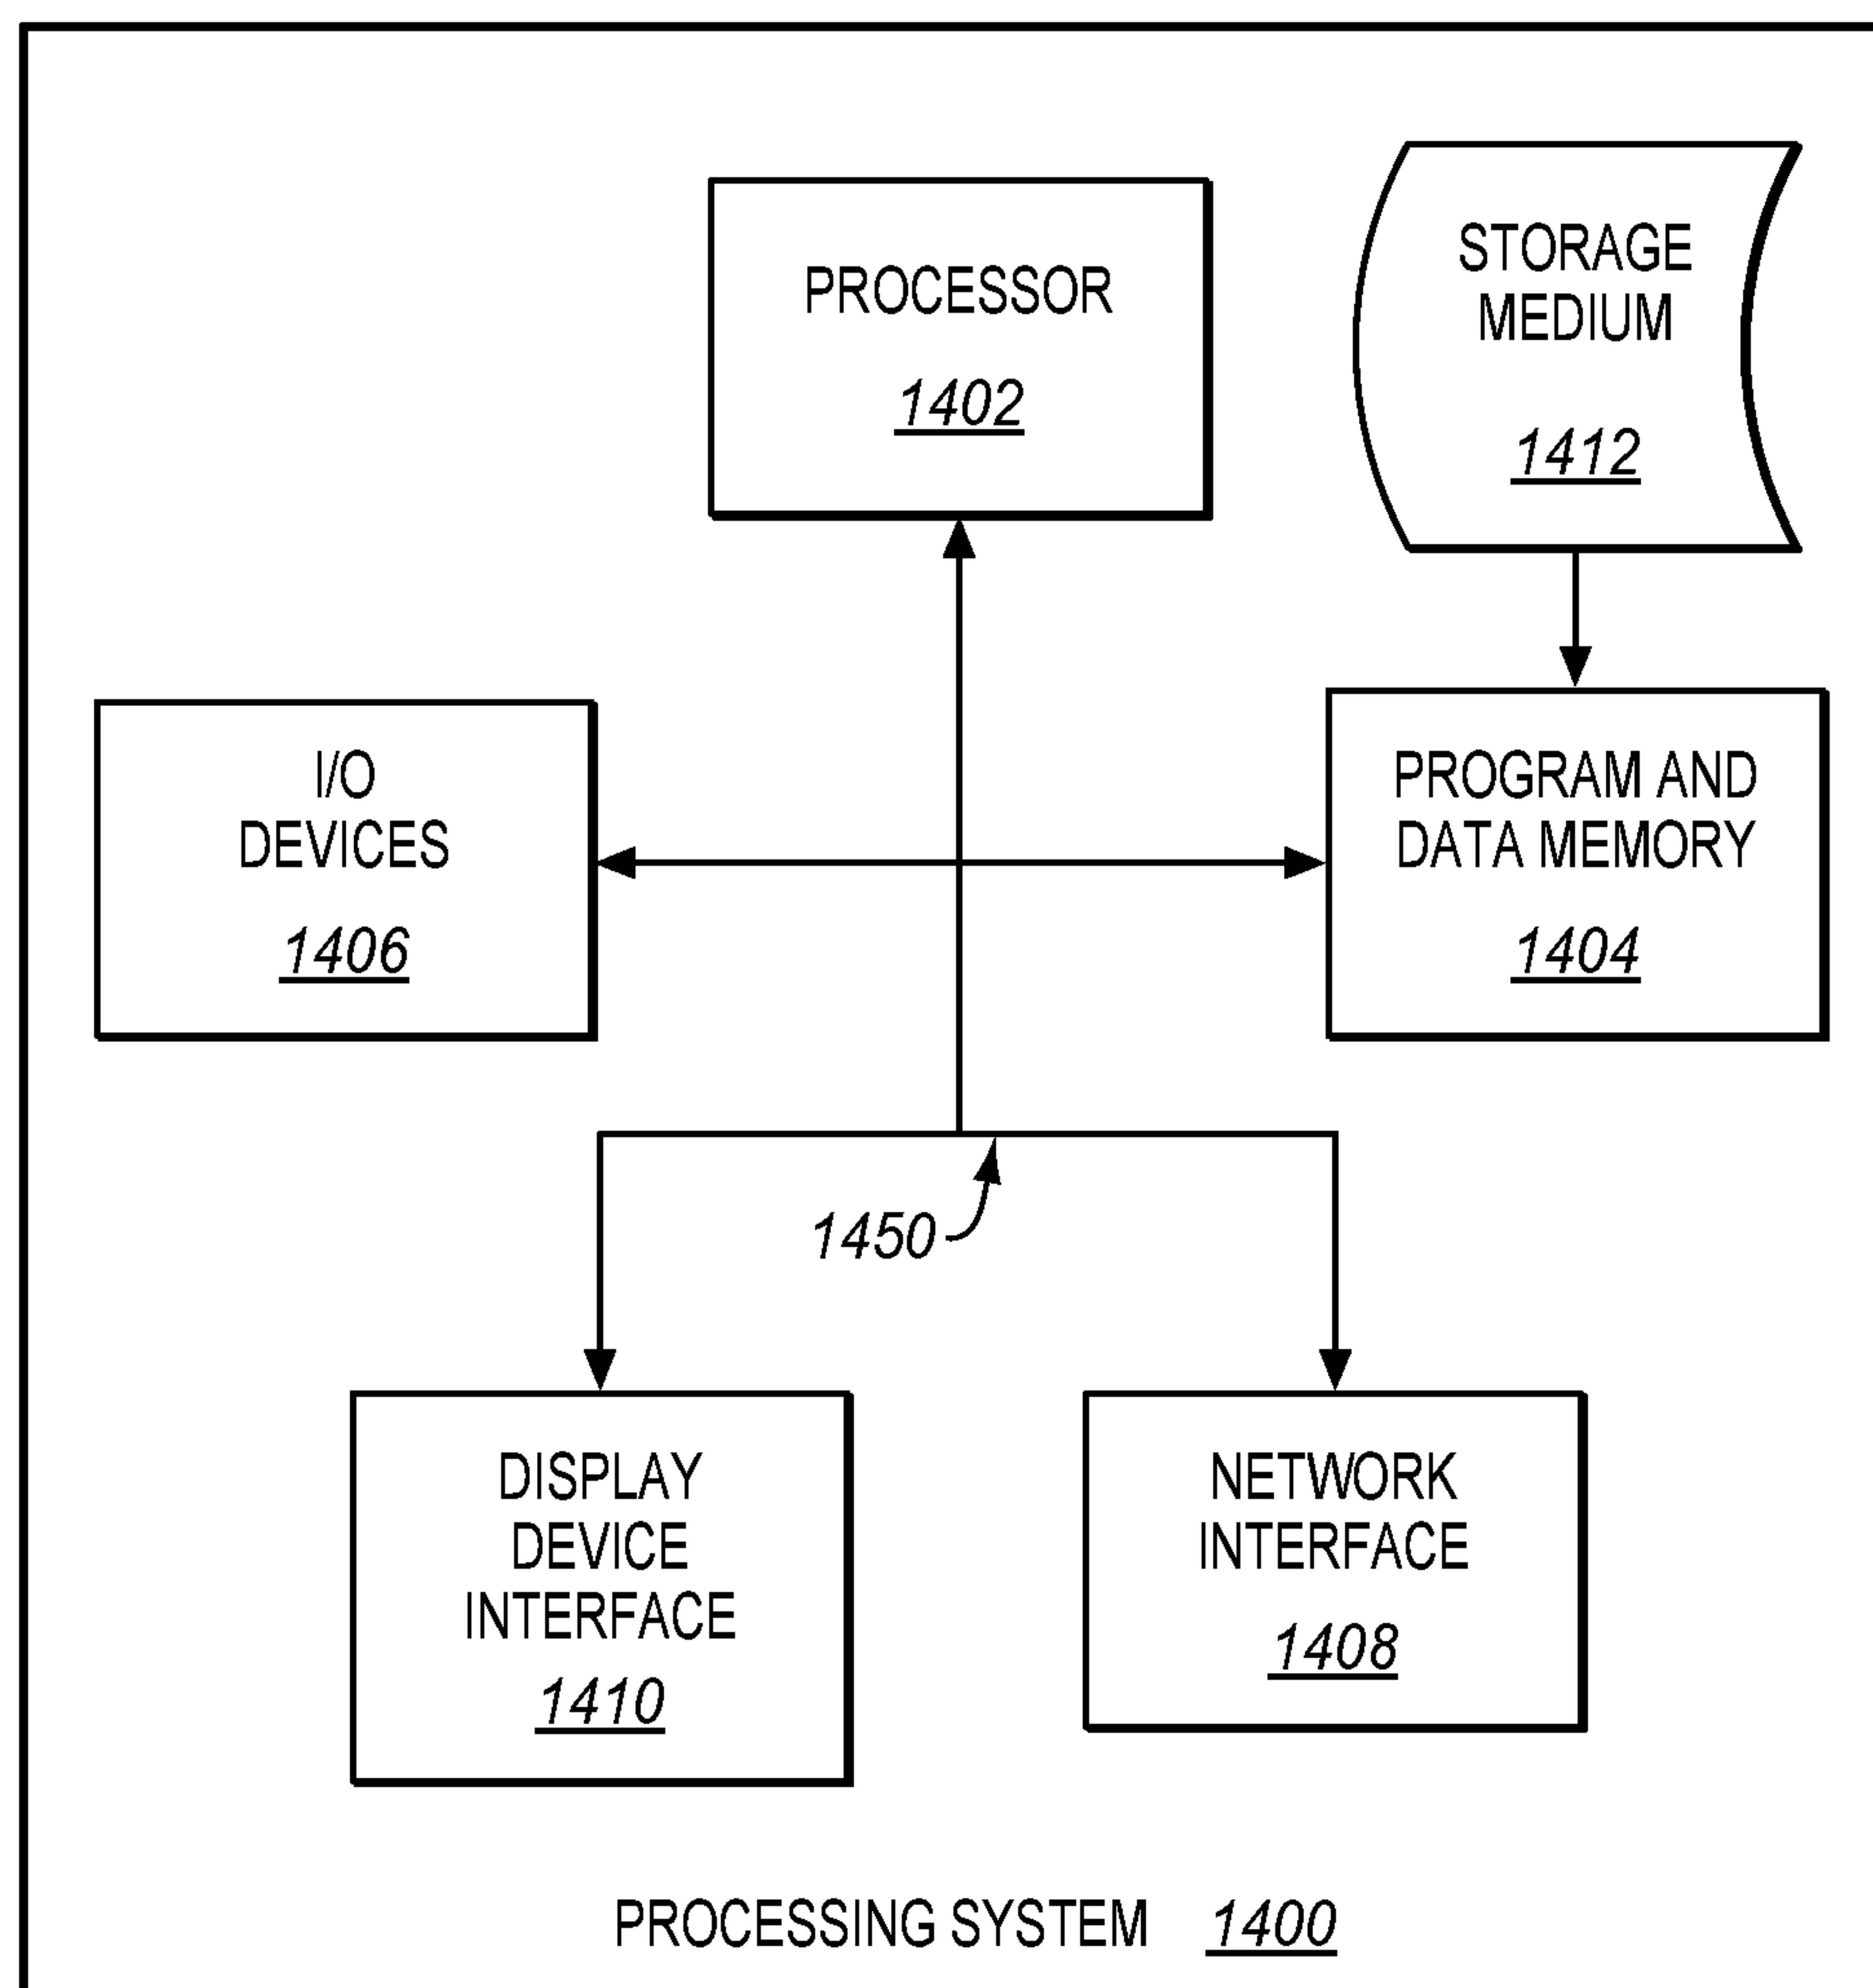 PROCESSOR
1402
STORAGE
MEDIUM
1412
I/O
DEVICES
1406
PROGRAM AND
DATA MEMORY
1404
1450
DISPLAY
DEVICE
INTERFACE
1410
NETWORK
INTERFACE
1408
PROCESSING SYSTEM 1400